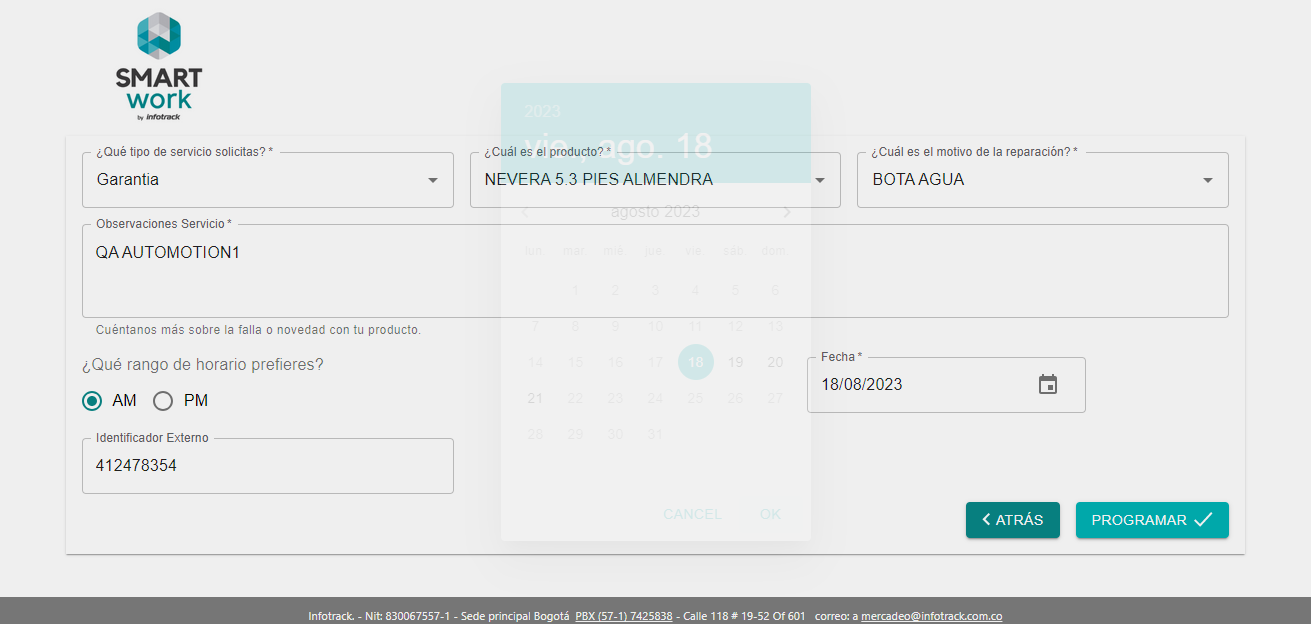 SMART
work
by infotrack
2023
vie., ago. 18
¿Qué tipo de servicio solicitas? *
Garantia
¿Cuál es el producto? *
NEVERA 5.3 PIES ALMENDRA
¿Cuál es el motivo de la reparación? *
BOTA AGUA
agosto 2023
Observaciones Servicio *
QA AUTOMOTION1
lun mar mié jue vie sáb dom
1 2 3 4 5 6
7 8 9 10 11 12 13
14 15 16 17 18 19 20
21 22 23 24 25 26 27
28 29 30 31
CANCEL OK
Cuéntanos más sobre la falla o novedad con tu producto.
¿Qué rango de horario prefieres?
AM PM
Fecha *
18/08/2023
Identificador Externo
412478354
ATRÁS
PROGRAMAR
Infotrack. - Nit: 830067557-1 - Sede principal Bogotá PBX (57-1) 7425838 - Calle 118 # 19-52 Of 601 correo: a mercadeo@infotrack.com.co